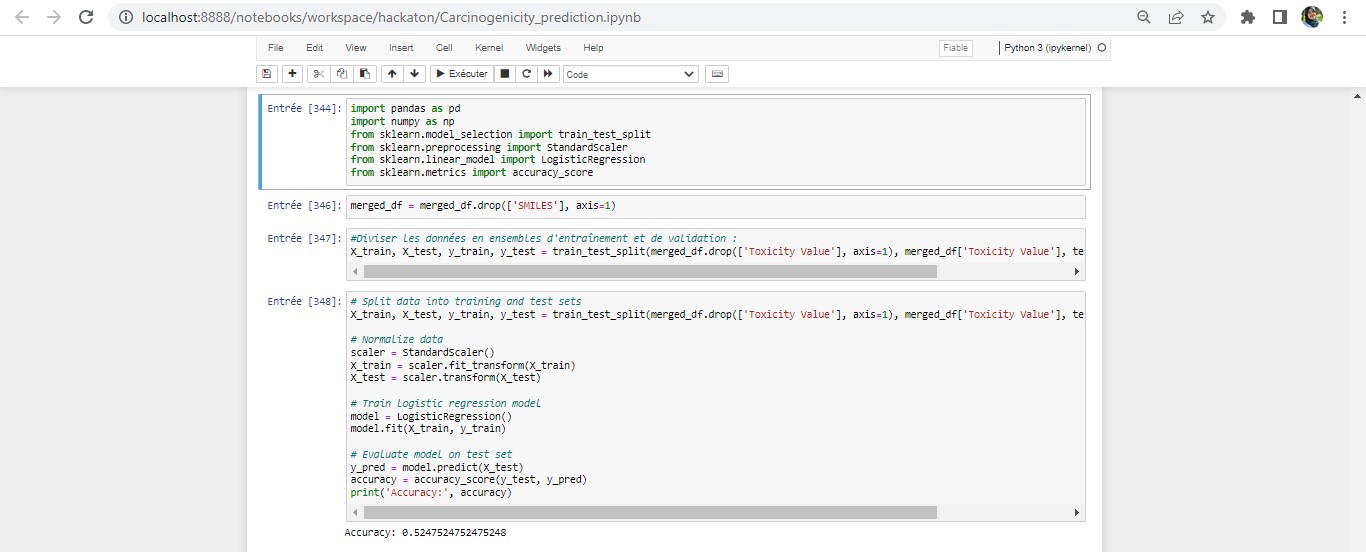 localhost:8888/notebooks/workspace/hackaton/Carcinogenicity_prediction.ipynb
File Edit View Insert Cell Kernel Widgets Help Fiable Python 3 (ipykernel)
Exécuter Code
Entrée [344]: import pandas as pd
import numpy as np
from sklearn.model_selection import train_test_split
from sklearn.preprocessing import StandardScaler
from sklearn.linear_model import LogisticRegression
from sklearn.metrics import accuracy_score
Entrée [346]: merged_df = merged_df.drop(['SMILES'], axis=1)
Entrée [347]: #Diviser les données en ensembles d'entraînement et de validation :
X_train, X_test, y_train, y_test = train_test_split(merged_df.drop(['Toxicity Value'], axis=1), merged_df['Toxicity Value'], te
Entrée [348]: # Split data into training and test sets
X_train, X_test, y_train, y_test = train_test_split(merged_df.drop(['Toxicity Value'], axis=1), merged_df['Toxicity Value'], te
# Normalize data
scaler = StandardScaler()
X_train = scaler.fit_transform(X_train)
X_test = scaler.transform(X_test)
# Train logistic regression model
model = LogisticRegression()
model.fit(X_train, y_train)
# Evaluate model on test set
y_pred = model.predict(X_test)
accuracy = accuracy_score(y_test, y_pred)
print('Accuracy:', accuracy)
Accuracy: 0.5247524752475248